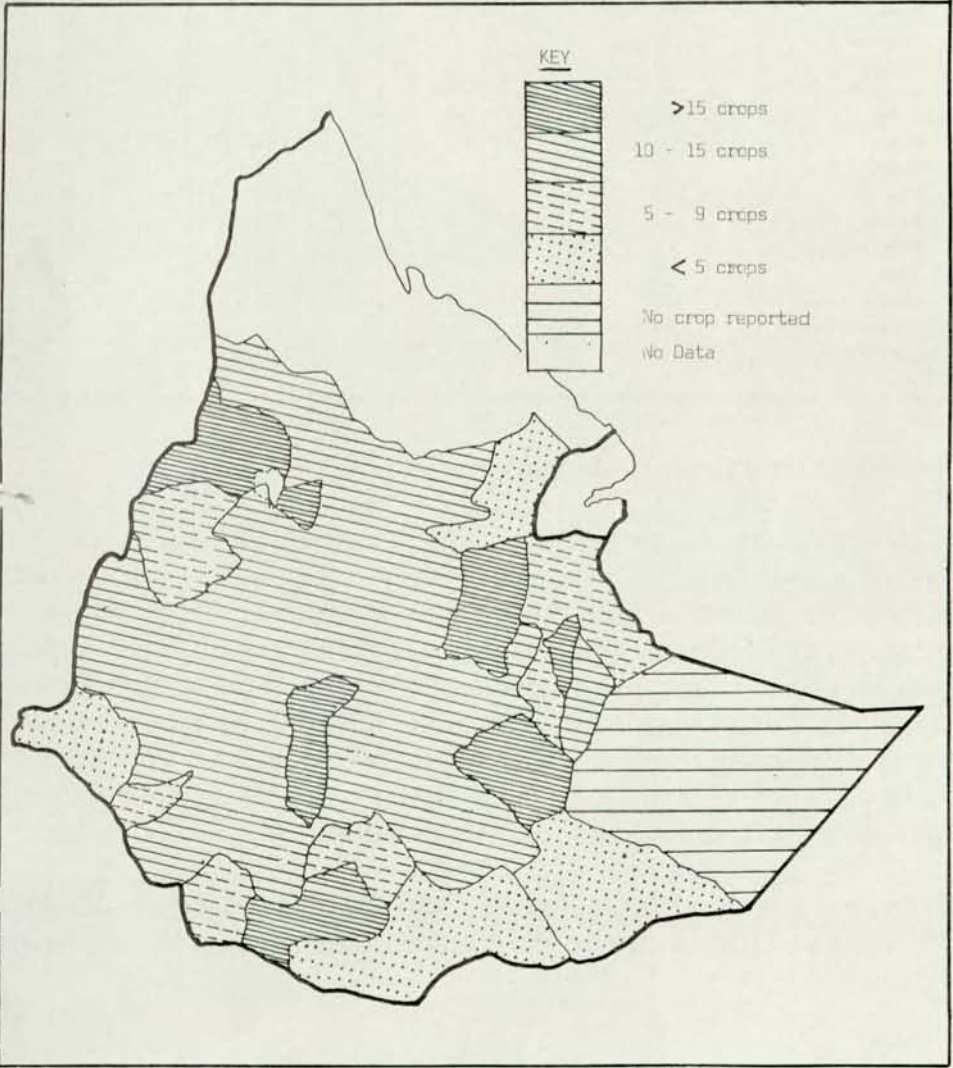 KEY
>15 crops
10 - 15 crops
5 - 9 crops
< 5 crops
No crop reported
No Data